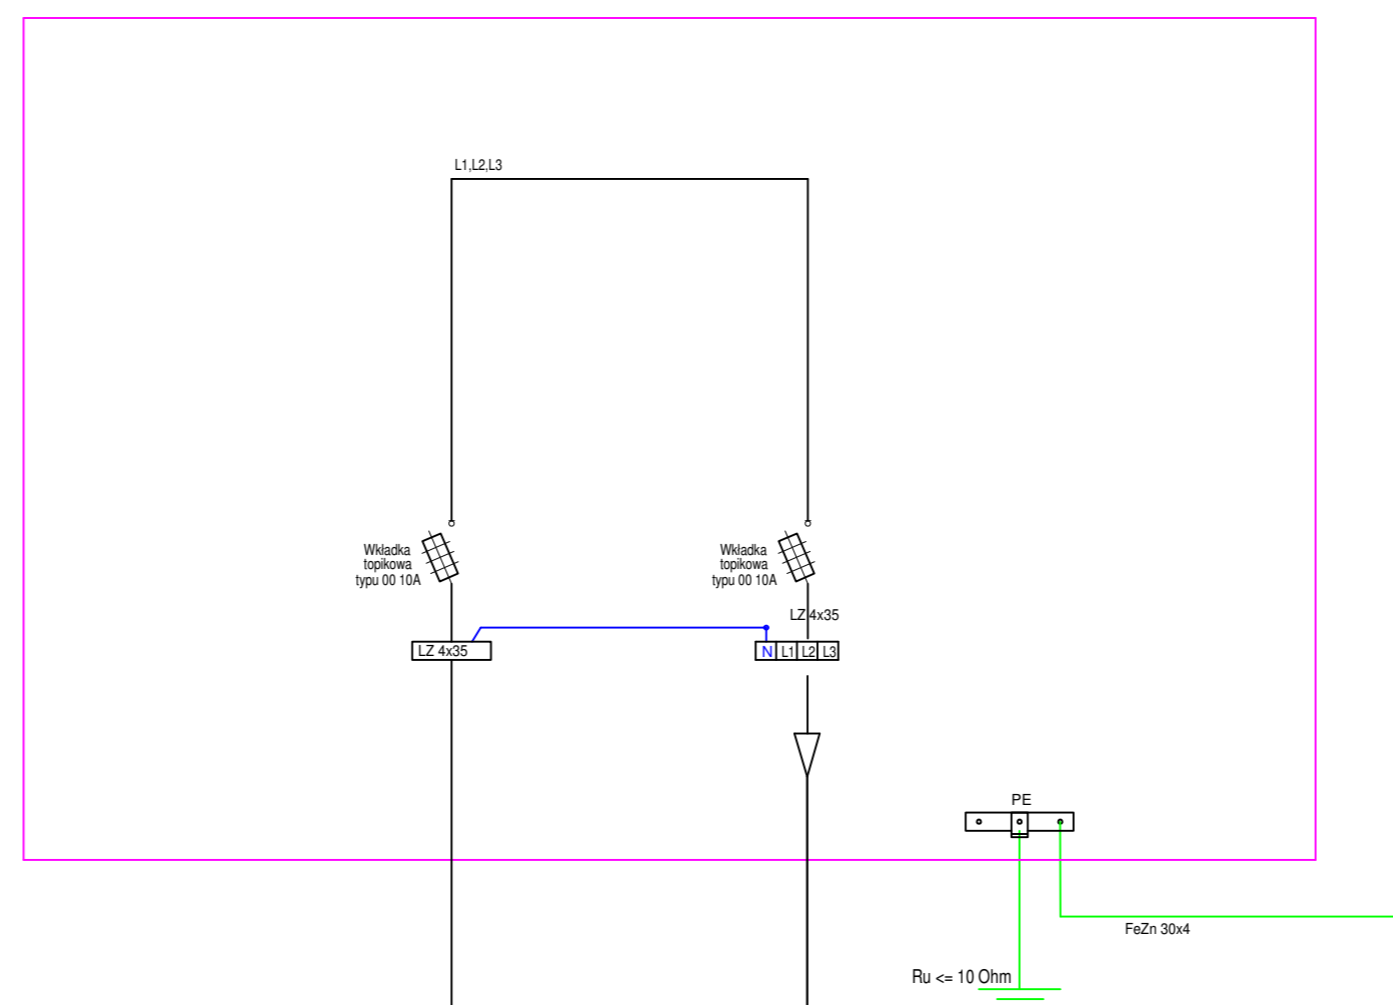 L1,L2,L3
Wkładka
topikowa
typu 00 10A
Wkładka
topikowa
typu 00 10A
LZ 4x35
LZ 4x35
N L1 L2 L3
PE
FeZn 30x4
Ru <= 10 Ohm